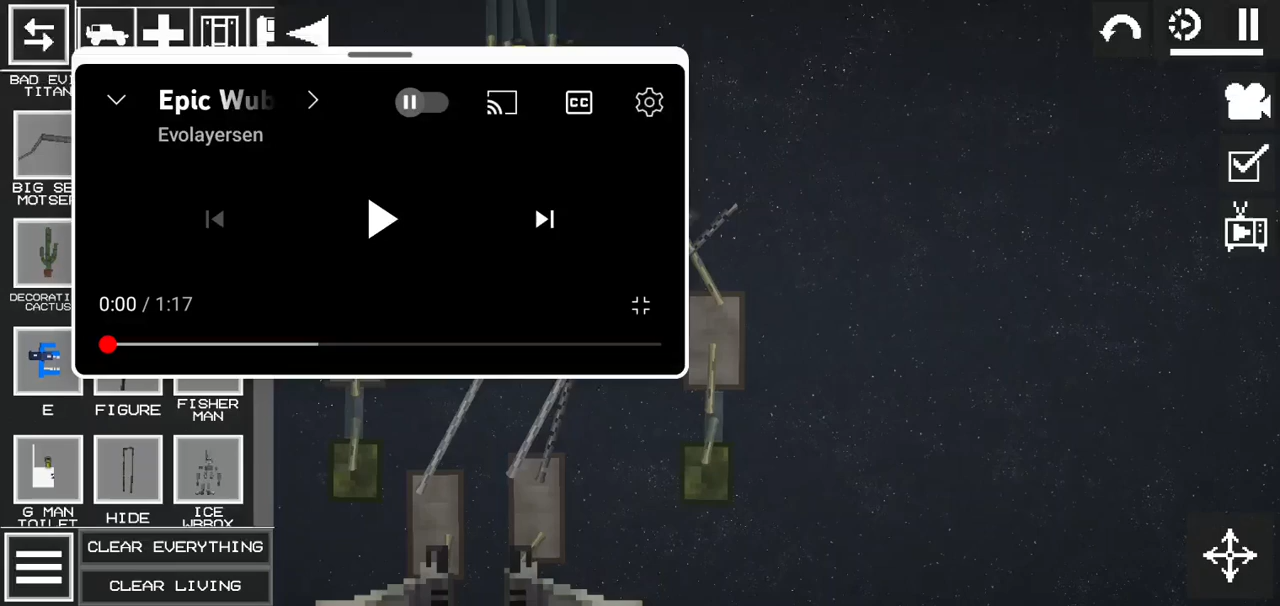 BAD EVI
TITAN
Epic Wub
Evolayersen
CC
BIG SE
MOTSER
0:00 / 1:17
DECORATI
CACTUS
E
FIGURE
FISHER
MAN
G MAN
TOILET
HIDE
ICE
WBBOX
CLEAR EVERYTHING
CLEAR LIVING